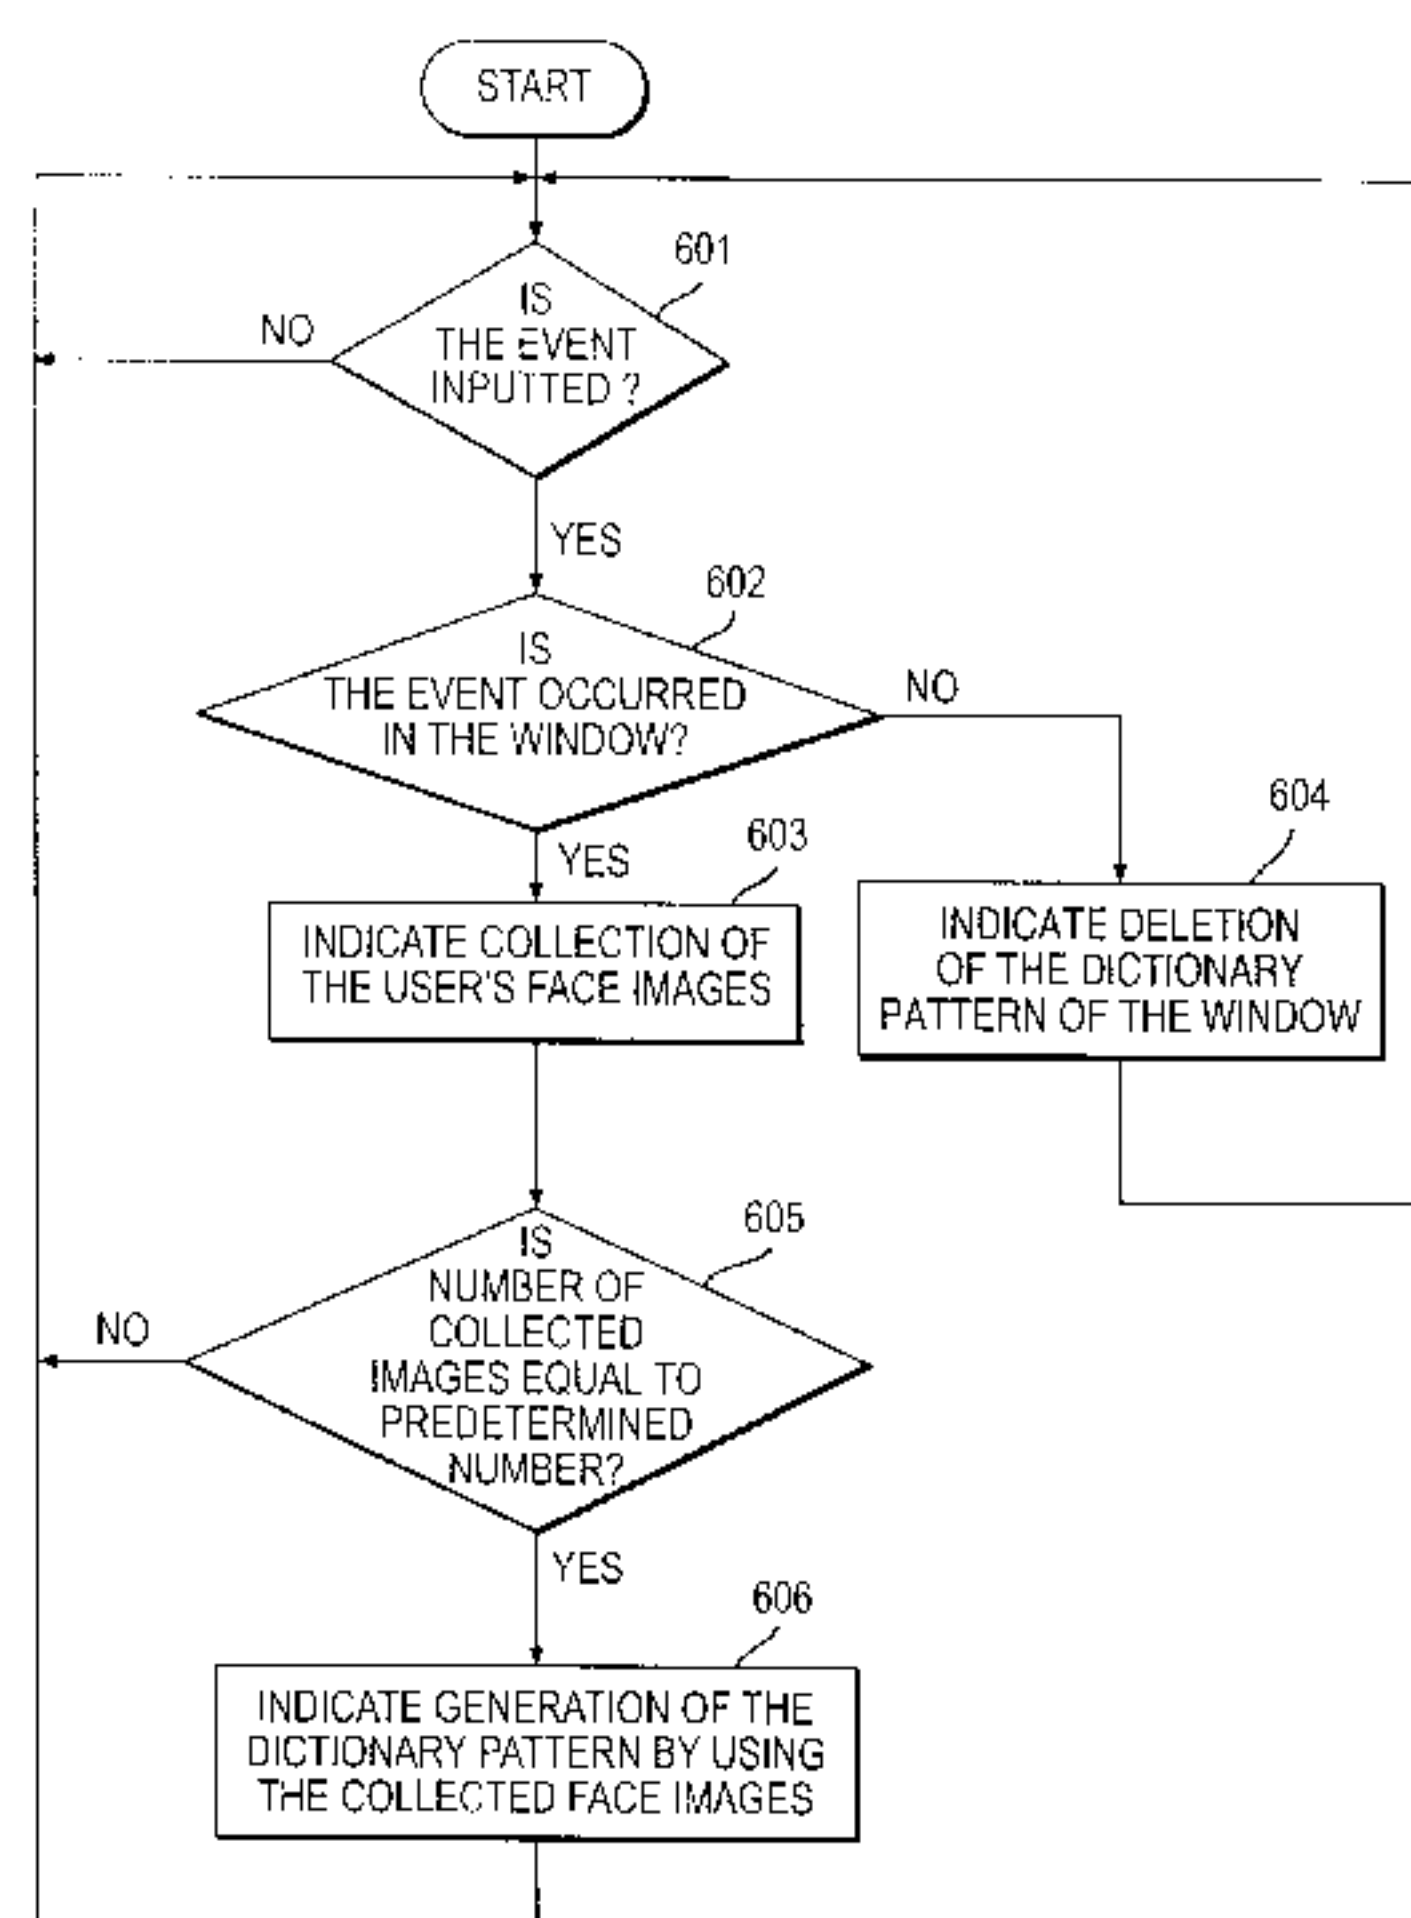 START
601
IS
THE EVENT
INPUTTED ?
NO
YES
602
IS
THE EVENT OCCURRED
IN THE WINDOW?
NO
YES
603
INDICATE COLLECTION OF
THE USER'S FACE IMAGES
604
INDICATE DELETION
OF THE DICTIONARY
PATTERN OF THE WINDOW
605
IS
NUMBER OF
COLLECTED
IMAGES EQUAL TO
PREDETERMINED
NUMBER?
NO
YES
606
INDICATE GENERATION OF THE
DICTIONARY PATTERN BY USING
THE COLLECTED FACE IMAGES